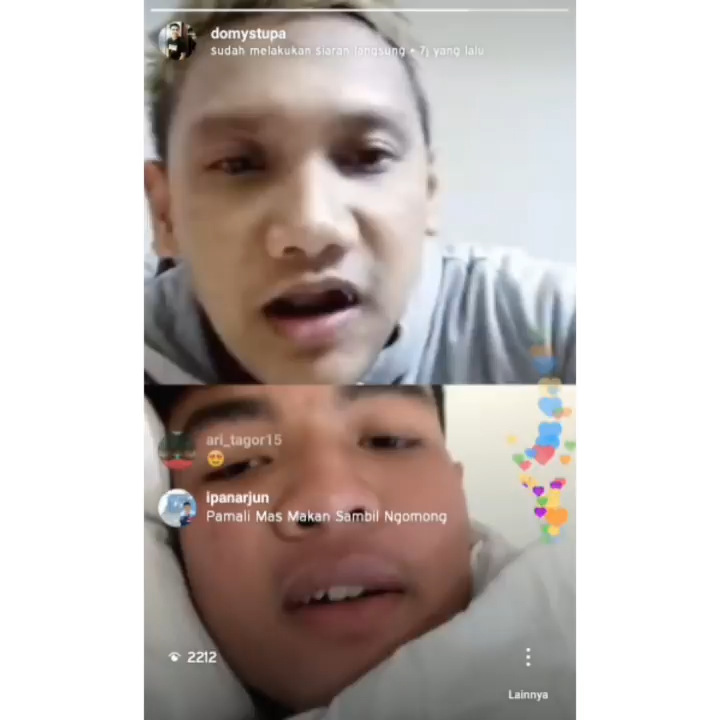 domystupa
sudah melakukan siaran langsung • 7j yang lalu
ari_tagor15
ipanarjun
Pamali Mas Makan Sambil Ngomong
2212
Lainnya